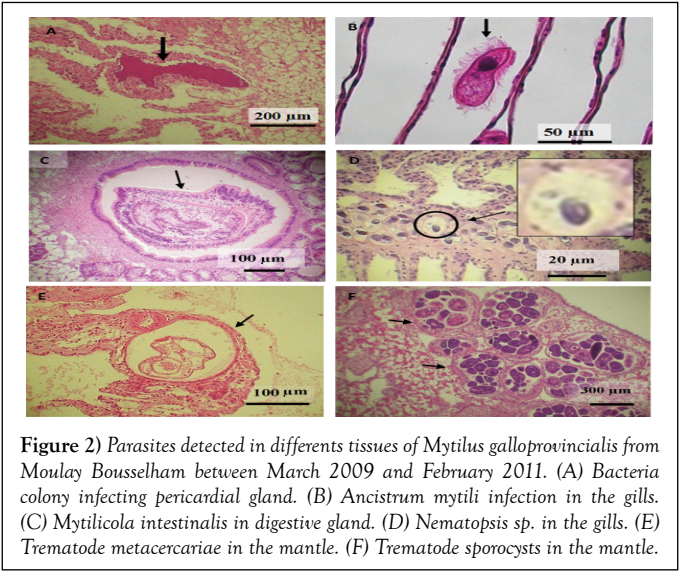 A
200 µm
B
50 µm
C
100 µm
D
20 µm
E
100 µm
F
300 µm
Figure 2) Parasites detected in differents tissues of Mytilus galloprovincialis from
Moulay Bousselham between March 2009 and February 2011. (A) Bacteria
colony infecting pericardial gland. (B) Ancistrum mytili infection in the gills.
(C) Mytilicola intestinalis in digestive gland. (D) Nematopsis sp. in the gills. (E)
Trematode metacercariae in the mantle. (F) Trematode sporocysts in the mantle.